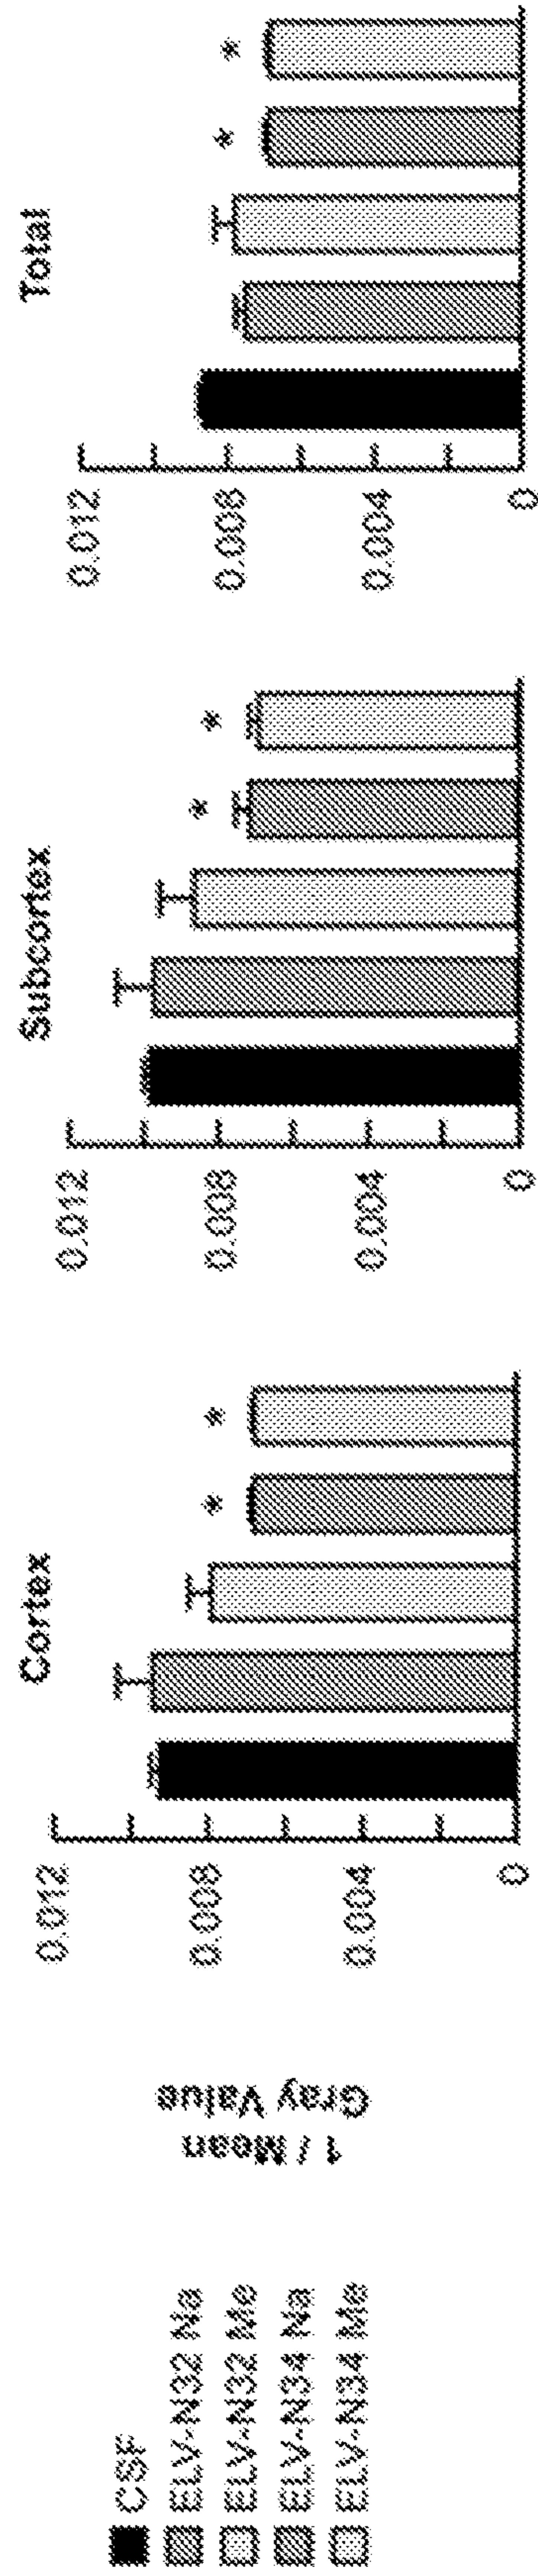 CSF
ELV-N32 Na
ELV-N32 Me
ELV-N34 Na
ELV-N34 Me
1 / Mean
Gray Value
Cortex
0.012
0.008
0.004
0
*
*
Subcortex
0.012
0.008
0.004
0
*
*
Total
0.012
0.008
0.004
0
*
*